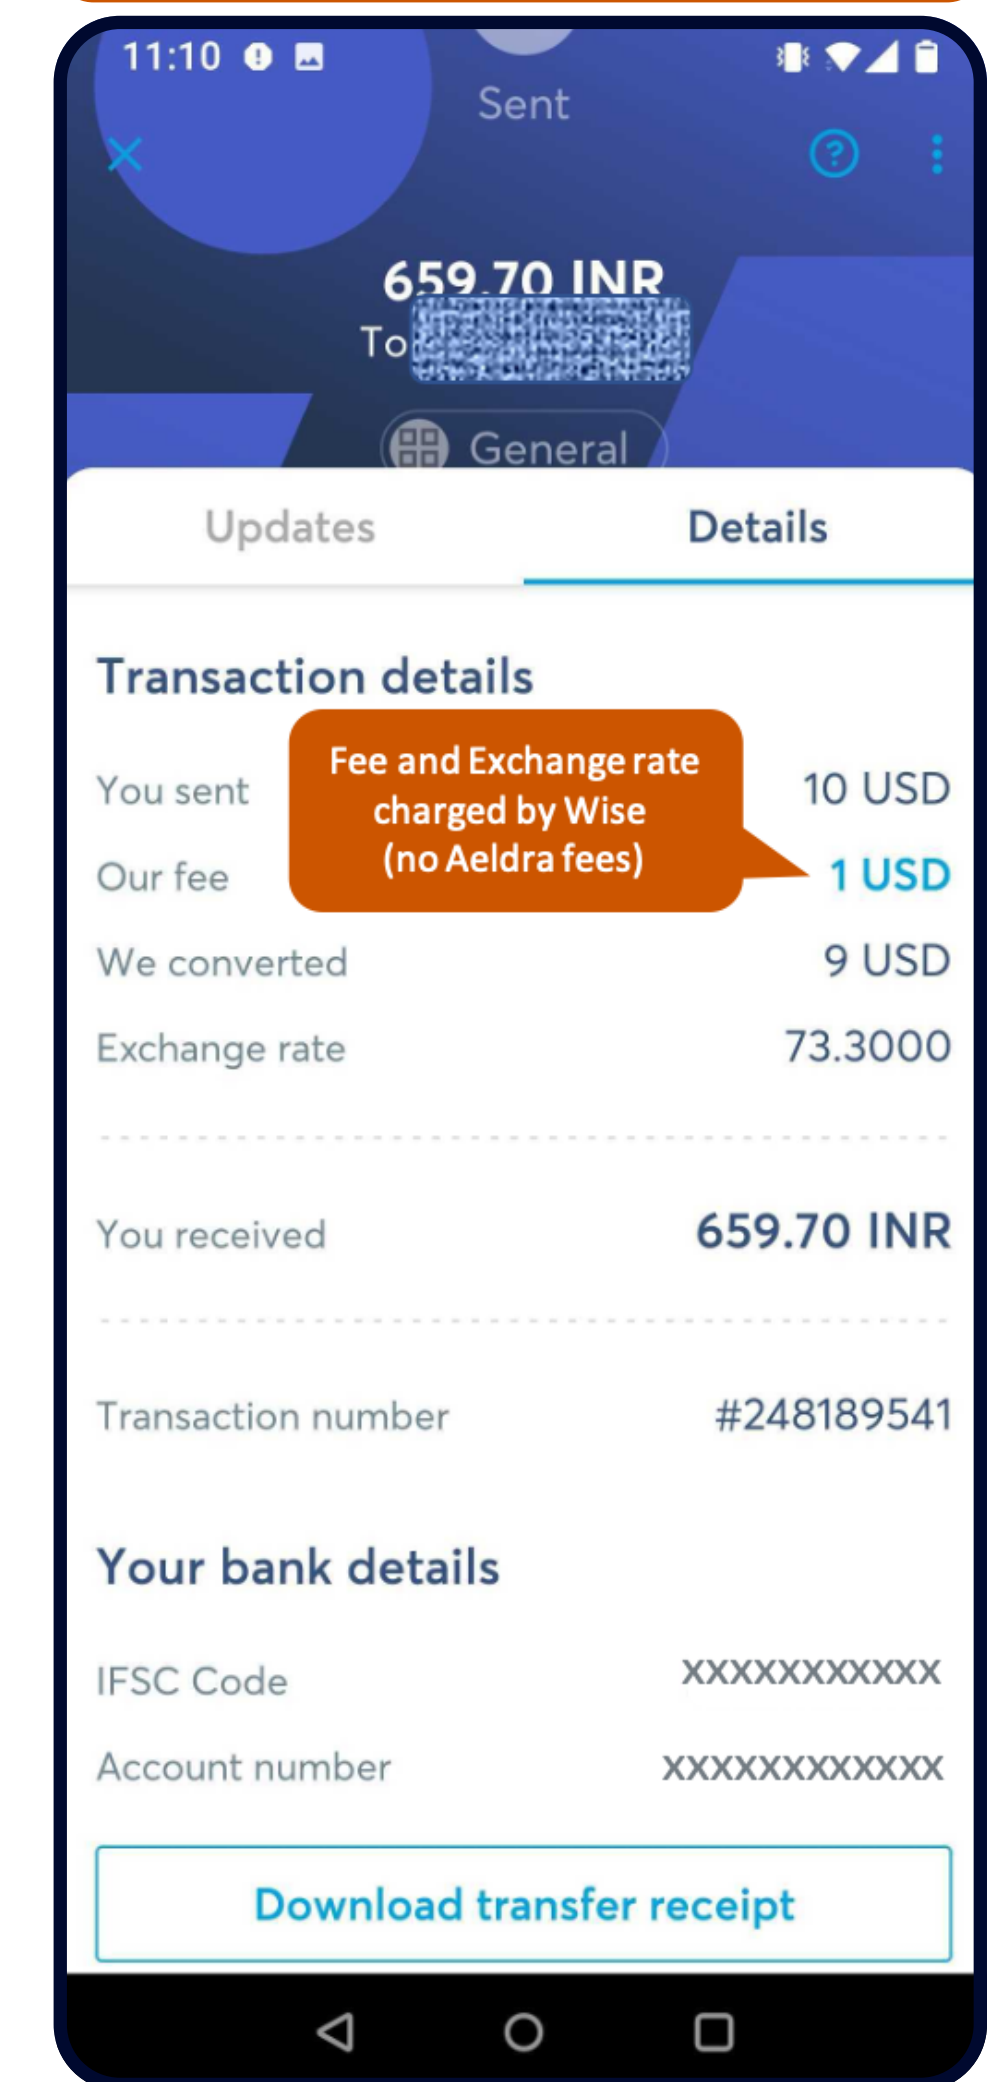 11:10
Sent
659.70 INR
To
General
Updates
Details
Transaction details
Fee and Exchange rate
charged by Wise
(no Aeldra fees)
You sent
10 USD
Our fee
1 USD
We converted
9 USD
Exchange rate
73.3000
You received
659.70 INR
Transaction number
#248189541
Your bank details
IFSC Code
XXXXXXXXXXX
Account number
XXXXXXXXXXXX
Download transfer receipt